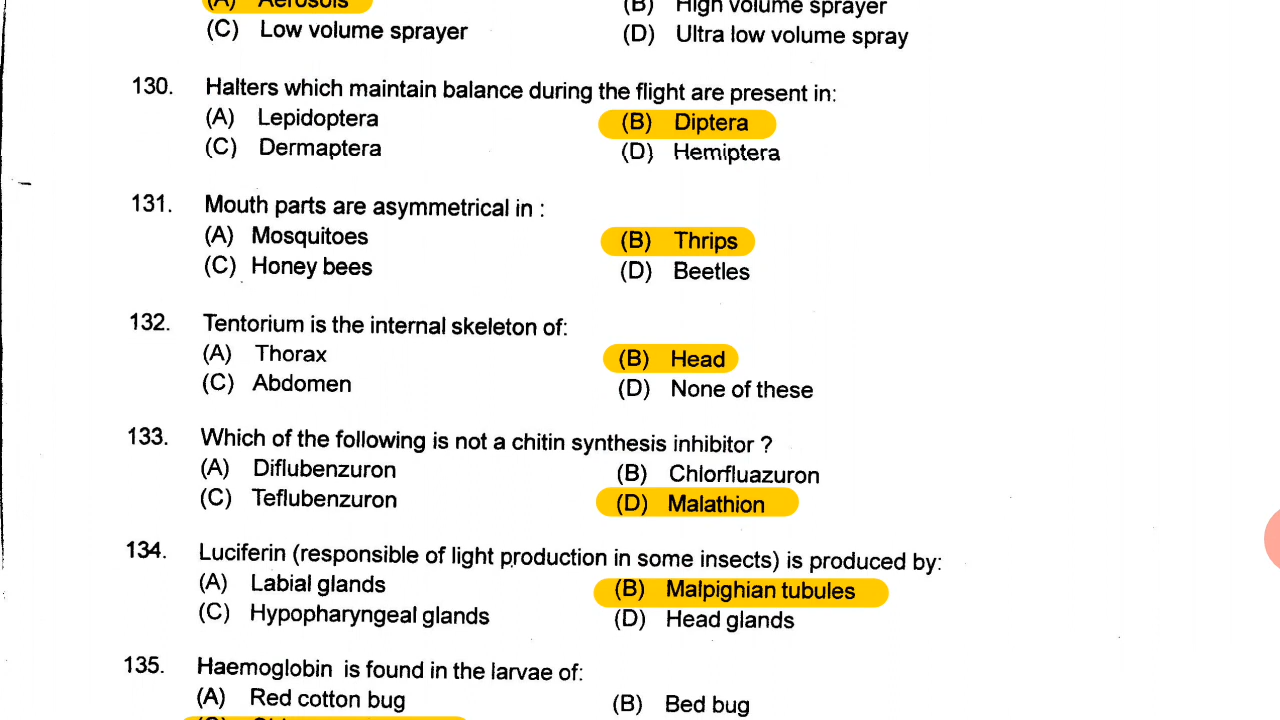 (A) Aerosols (B) High volume sprayer
(C) Low volume sprayer (D) Ultra low volume spray
130. Halters which maintain balance during the flight are present in:
(A) Lepidoptera (B) Diptera
(C) Dermaptera (D) Hemiptera
131. Mouth parts are asymmetrical in :
(A) Mosquitoes (B) Thrips
(C) Honey bees (D) Beetles
132. Tentorium is the internal skeleton of:
(A) Thorax (B) Head
(C) Abdomen (D) None of these
133. Which of the following is not a chitin synthesis inhibitor ?
(A) Diflubenzuron (B) Chlorfluazuron
(C) Teflubenzuron (D) Malathion
134. Luciferin (responsible of light production in some insects) is produced by:
(A) Labial glands (B) Malpighian tubules
(C) Hypopharyngeal glands (D) Head glands
135. Haemoglobin is found in the larvae of:
(A) Red cotton bug (B) Bed bug